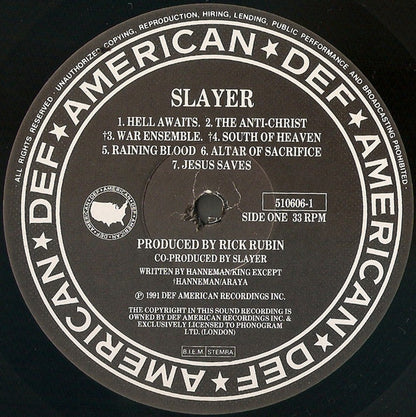 ALL RIGHTS RESERVED · UNAUTHORIZED COPYING, REPRODUCTION, HIRING, LENDING, PUBLIC PERFORMANCE AND BROADCASTING PROHIBITED
DEF ★ AMERICAN ★ DEF ★ AMERICAN ★ DEF ★ AMERICAN ★
SLAYER
1. HELL AWAITS. 2. THE ANTI-CHRIST
†3. WAR ENSEMBLE. †4. SOUTH OF HEAVEN
5. RAINING BLOOD 6. ALTAR OF SACRIFICE
7. JESUS SAVES
510606-1
SIDE ONE 33 RPM
PRODUCED BY RICK RUBIN
CO-PRODUCED BY SLAYER
WRITTEN BY HANNEMAN/KING EXCEPT
†HANNEMAN/ARAYA
℗ 1991 DEF AMERICAN RECORDINGS INC.
THE COPYRIGHT IN THIS SOUND RECORDING IS
OWNED BY DEF AMERICAN RECORDINGS INC. &
EXCLUSIVELY LICENSED TO PHONOGRAM
LTD. (LONDON)
B.I.E.M. STEMRA